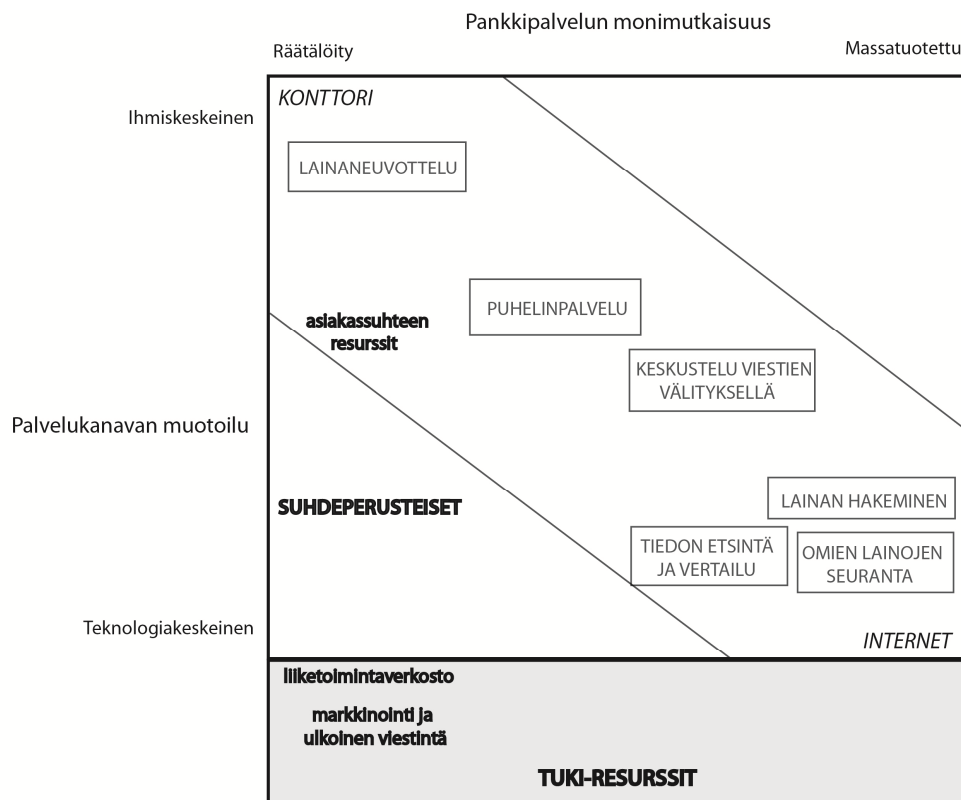 Pankkipalvelun monimutkaisuus
Räätälöity
Massatuotettu
Ihmiskeskeinen
KONTTORI
LAINANEUVOTTELU
PUHELINPALVELU
asiakassuhteen
resurssit
KESKUSTELU VIESTIEN
VÄLITYKSELLÄ
Palvelukanavan muotoilu
SUHDEPERUSTEISET
LAINAN HAKEMINEN
TIEDON ETSINTÄ
JA VERTAILU
OMIEN LAINOJEN
SEURANTA
Teknologiakeskeinen
INTERNET
liiketoimintaverkosto
markkinointi ja
ulkoinen viestintä
TUKI-RESURSSIT